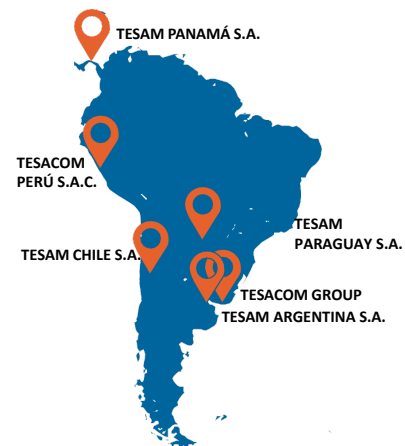 TESAM PANAMÁ S.A.
TESACOM
PERÚ S.A.C.
TESAM
PARAGUAY S.A.
TESAM CHILE S.A.
TESACOM GROUP
TESAM ARGENTINA S.A.